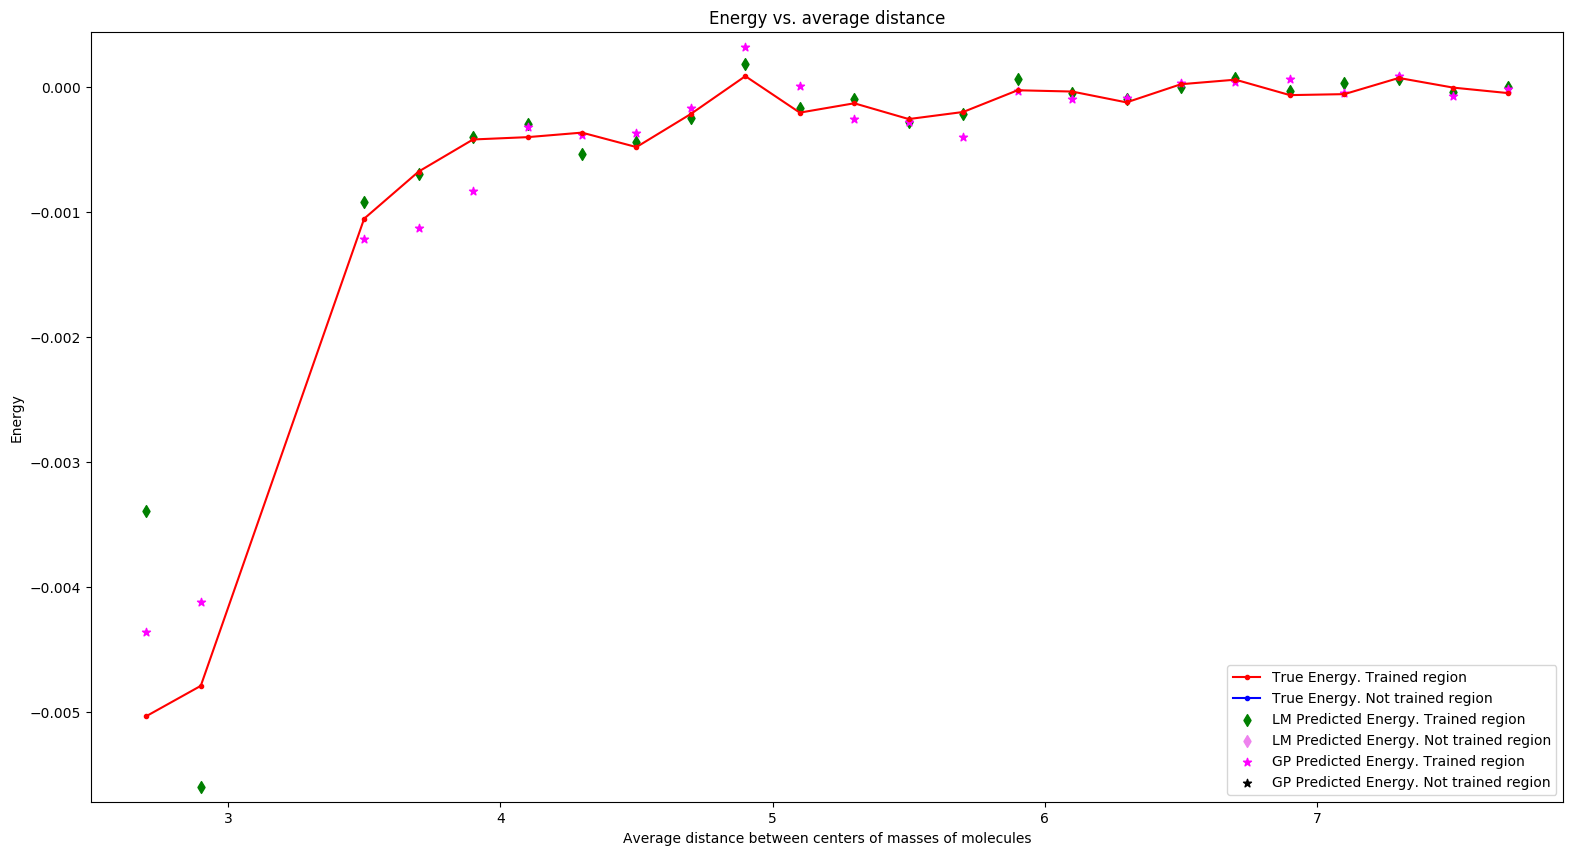 Energy vs. average distance
0.000
−0.001
−0.002
−0.003
−0.004
−0.005
Energy
3 4 5 6 7
Average distance between centers of masses of molecules
True Energy. Trained region
True Energy. Not trained region
LM Predicted Energy. Trained region
LM Predicted Energy. Not trained region
GP Predicted Energy. Trained region
GP Predicted Energy. Not trained region